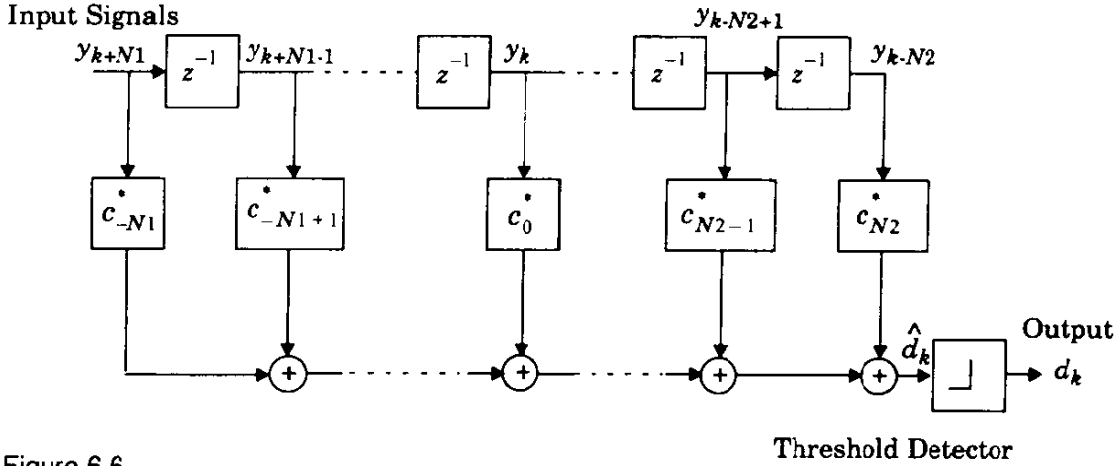 Input Signals
y_{k+N1} z^{-1} y_{k+N1-1} z^{-1} y_k z^{-1} y_{k-N2+1} z^{-1} y_{k-N2}
c^*_{-N1} c^*_{-N1+1} c^*_0 c^*_{N2-1} c^*_{N2}
+ + + + \hat{d}_k Output d_k
Threshold Detector
Figure 6.6